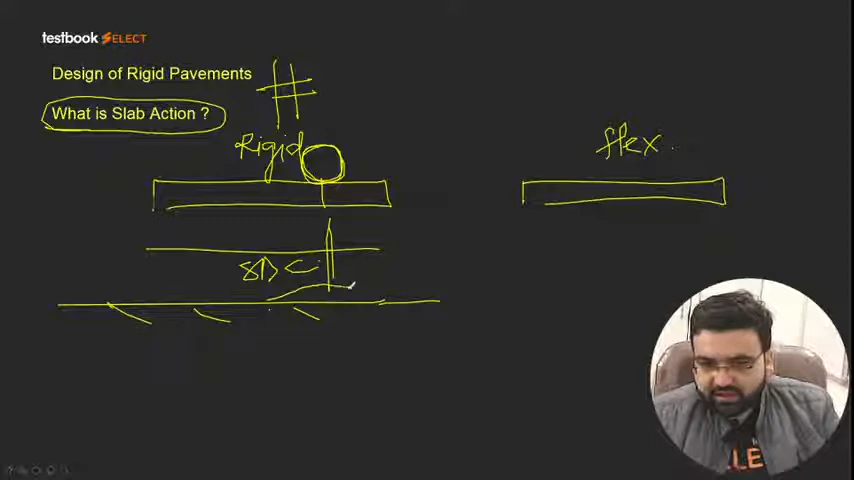 testbook SELECT
Design of Rigid Pavements
What is Slab Action ?
Rigid
flex